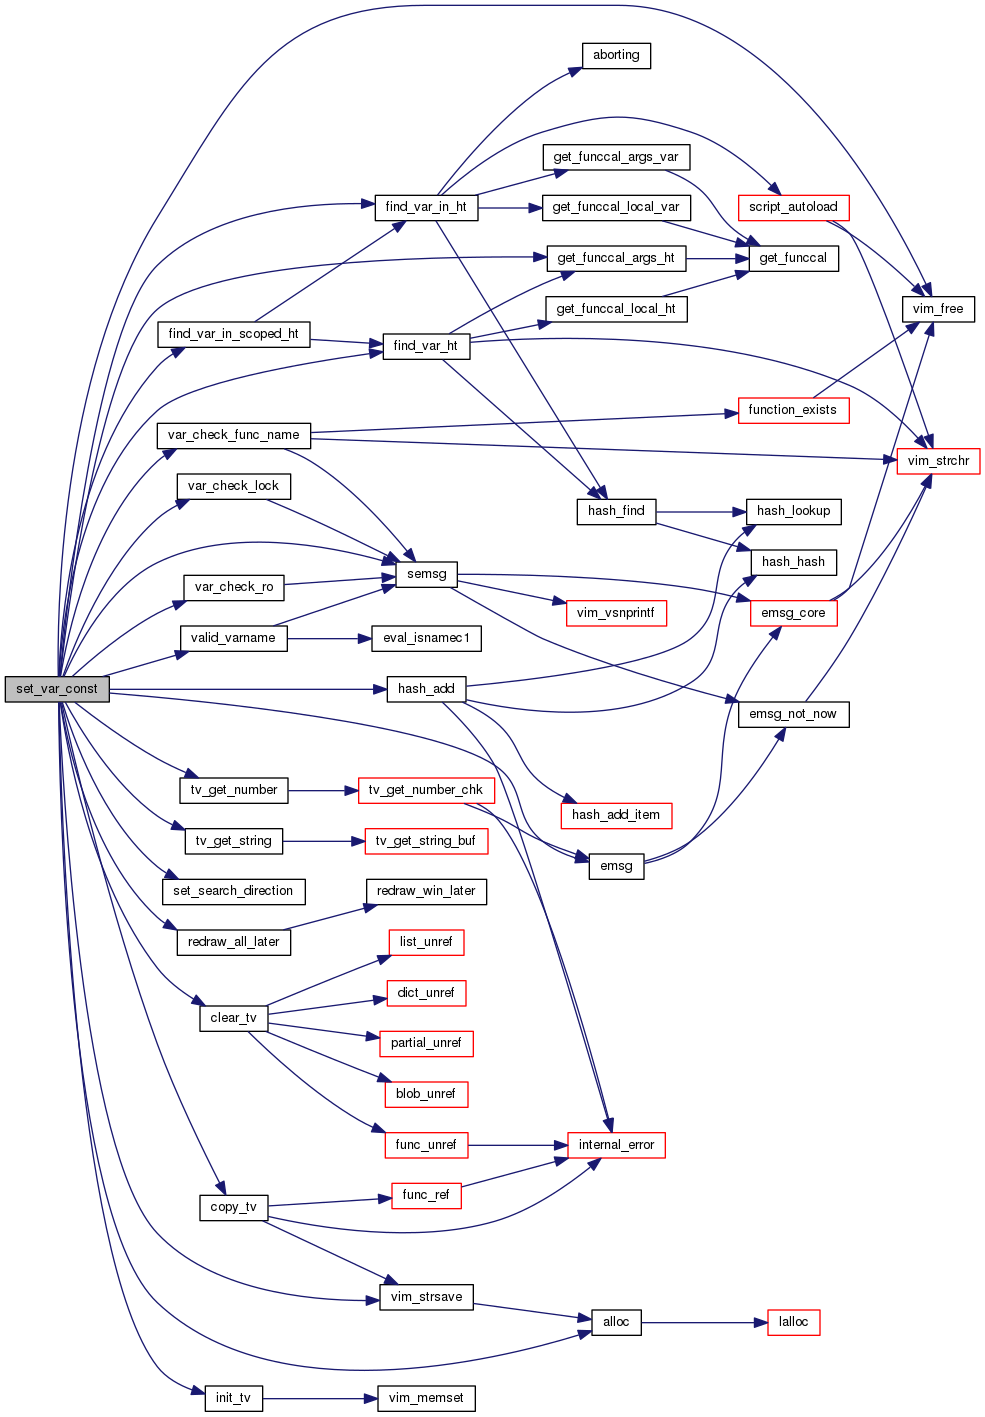 aborting
get_funccal_args_var
find_var_in_ht
get_funccal_local_var
script_autoload
get_funccal_args_ht
get_funccal
get_funccal_local_ht
vim_free
find_var_in_scoped_ht
find_var_ht
function_exists
var_check_func_name
vim_strchr
var_check_lock
hash_find
hash_lookup
hash_hash
semsg
var_check_ro
vim_vsnprintf
emsg_core
valid_varname
eval_isnamec1
set_var_const
hash_add
emsg_not_now
tv_get_number
tv_get_number_chk
hash_add_item
tv_get_string
tv_get_string_buf
emsg
set_search_direction
redraw_win_later
redraw_all_later
list_unref
dict_unref
clear_tv
partial_unref
blob_unref
func_unref
internal_error
func_ref
copy_tv
vim_strsave
alloc
lalloc
init_tv
vim_memset